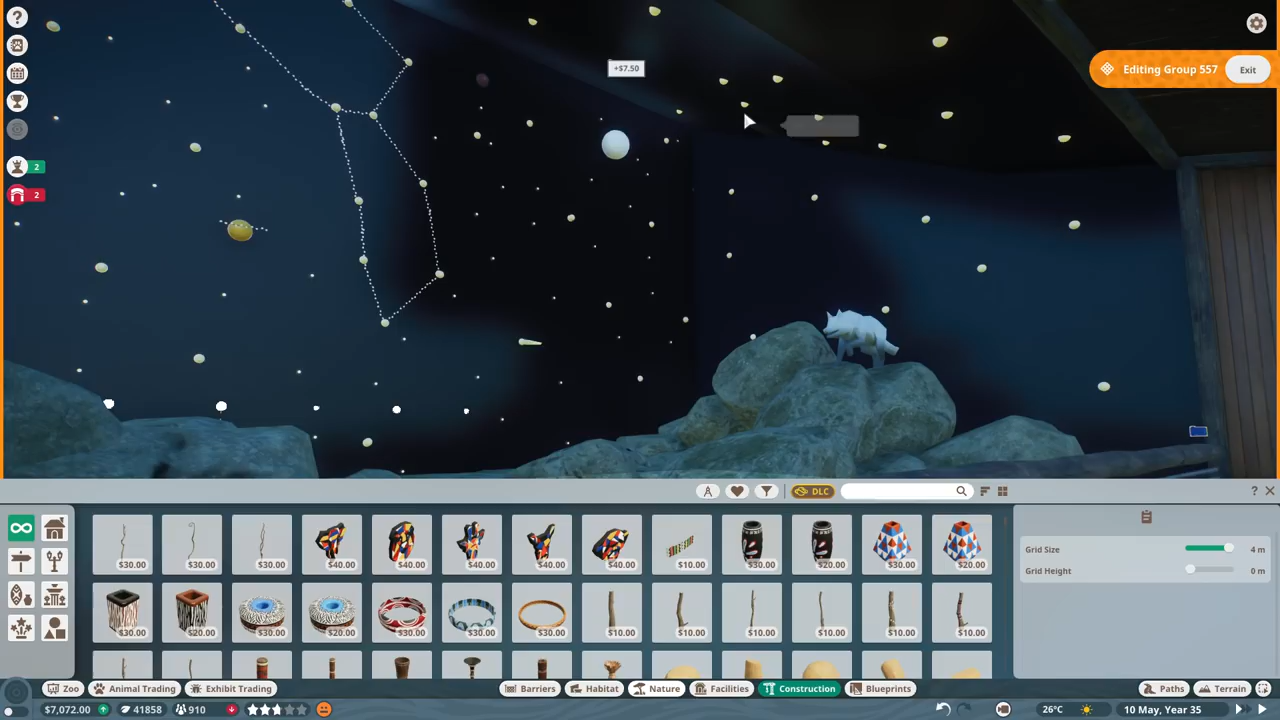 +$7.50
Editing Group 557
Exit
2
2
DLC
Grid Size
4 m
Grid Height
0 m
$30.00
$30.00
$30.00
$40.00
$40.00
$40.00
$40.00
$40.00
$10.00
$30.00
$20.00
$30.00
$20.00
$30.00
$20.00
$30.00
$20.00
$30.00
$30.00
$30.00
$10.00
$10.00
$10.00
$10.00
$10.00
$10.00
Zoo
Animal Trading
Exhibit Trading
Barriers
Habitat
Nature
Facilities
Construction
Blueprints
Paths
Terrain
$7,072.00
41858
910
26°C
10 May, Year 35